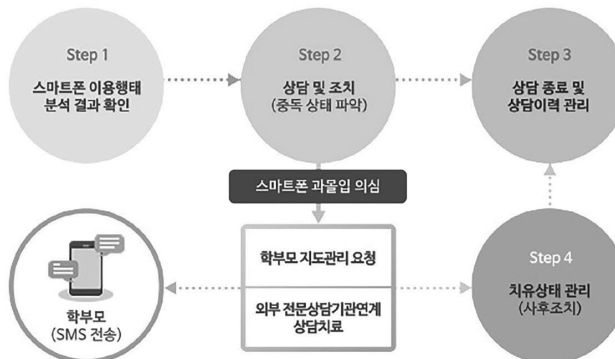 Step 1
스마트폰 이용행태
분석 결과 확인
Step 2
상담 및 조치
(중독 상태 파악)
Step 3
상담 종료 및
상담이력 관리
스마트폰 과몰입 의심
학부모
(SMS 전송)
학부모 지도관리 요청
외부 전문상담기관연계
상담치료
Step 4
치유상태 관리
(사후조치)